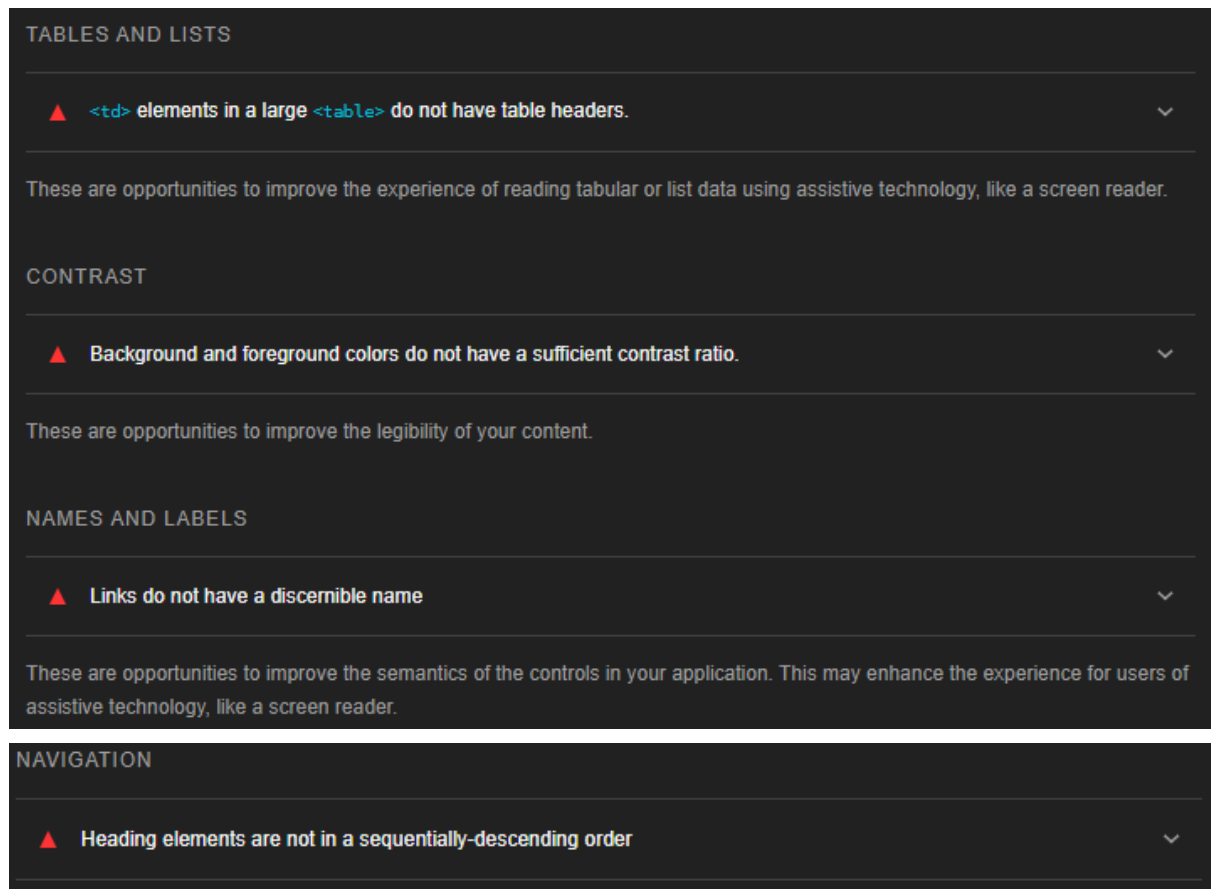 TABLES AND LISTS
<td> elements in a large <table> do not have table headers.
These are opportunities to improve the experience of reading tabular or list data using assistive technology, like a screen reader.
CONTRAST
Background and foreground colors do not have a sufficient contrast ratio.
These are opportunities to improve the legibility of your content.
NAMES AND LABELS
Links do not have a discernible name
These are opportunities to improve the semantics of the controls in your application. This may enhance the experience for users of
assistive technology, like a screen reader.
NAVIGATION
Heading elements are not in a sequentially-descending order